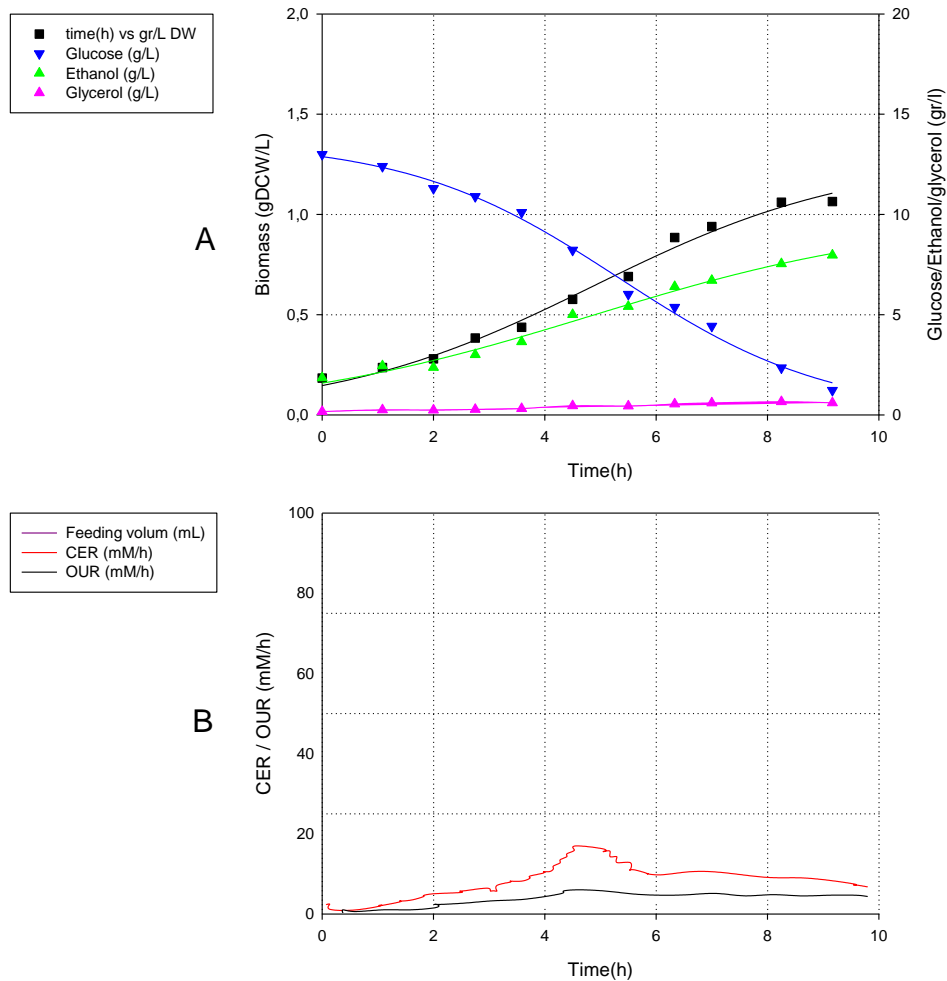 time(h) vs gr/L DW
Glucose (g/L)
Ethanol (g/L)
Glycerol (g/L)
A
Biomass (gDCW/L)
2,0
1,5
1,0
0,5
0,0
20
15
10
5
0
Glucose/Ethanol/glycerol (gr/l)
0 2 4 6 8 10
Time(h)
Feeding volum (mL)
CER (mM/h)
OUR (mM/h)
B
CER / OUR (mM/h)
100
80
60
40
20
0
0 2 4 6 8 10
Time(h)